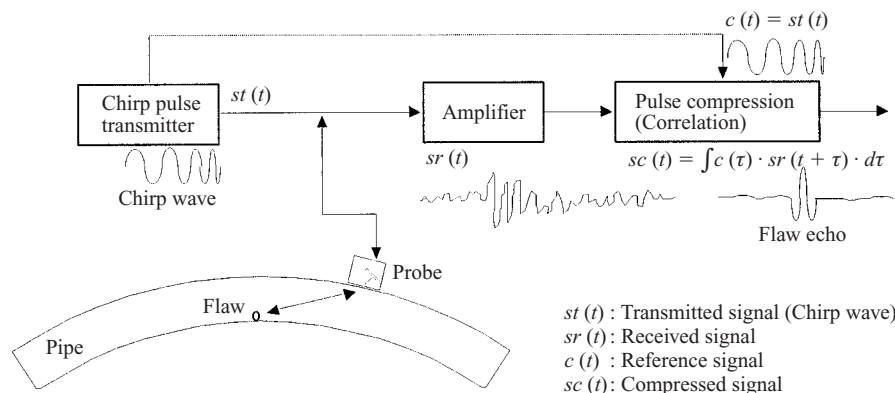 c (t) = st (t)
Chirp pulse
transmitter
st (t)
Amplifier
Pulse compression
(Correlation)
sr (t)
sc (t) = ∫c (τ) · sr (t + τ) · dτ
Chirp wave
Flaw echo
Probe
Flaw
Pipe
st (t) : Transmitted signal (Chirp wave)
sr (t) : Received signal
c (t) : Reference signal
sc (t) : Compressed signal